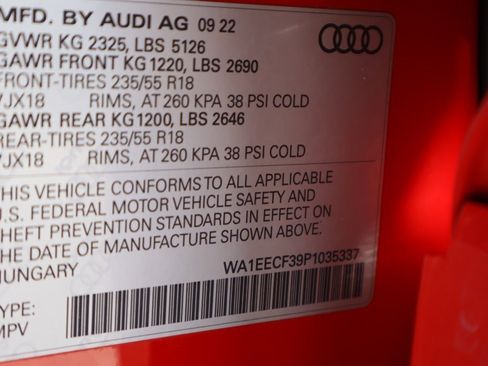 MFD. BY AUDI AG 09 22
GVWR KG 2325, LBS 5126
GAWR FRONT KG 1220, LBS 2690
FRONT-TIRES 235/55 R18
7JX18 RIMS, AT 260 KPA 38 PSI COLD
GAWR REAR KG1200, LBS 2646
REAR-TIRES 235/55 R18
7JX18 RIMS, AT 260 KPA 38 PSI COLD
THIS VEHICLE CONFORMS TO ALL APPLICABLE
U.S. FEDERAL MOTOR VEHICLE SAFETY AND
THEFT PREVENTION STANDARDS IN EFFECT ON
THE DATE OF MANUFACTURE SHOWN ABOVE.
HUNGARY
WA1EECF39P1035337
TYPE:
MPV